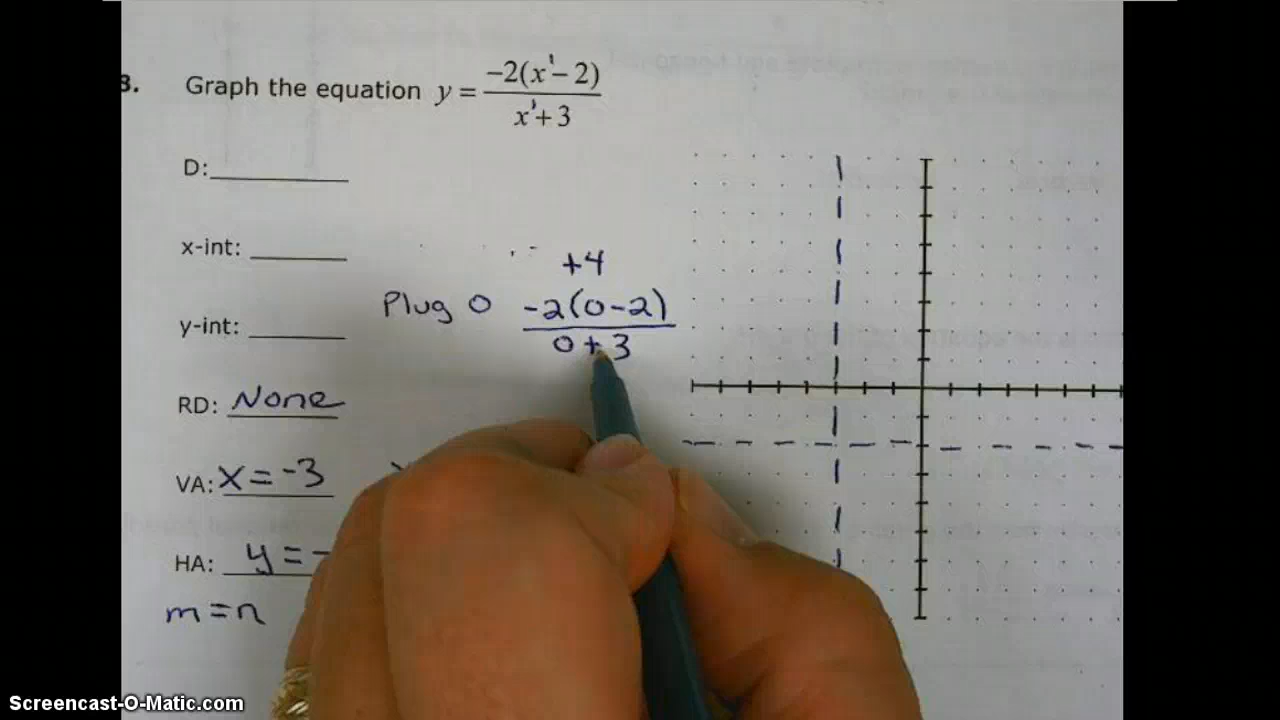 3. Graph the equation y = -2(x¹-2) / x¹+3
D:
x-int:
+4
Plug 0 -2(0-2) / 0+3
y-int:
RD: None
VA: x = -3
HA: y = -
m = n
Screencast-O-Matic.com